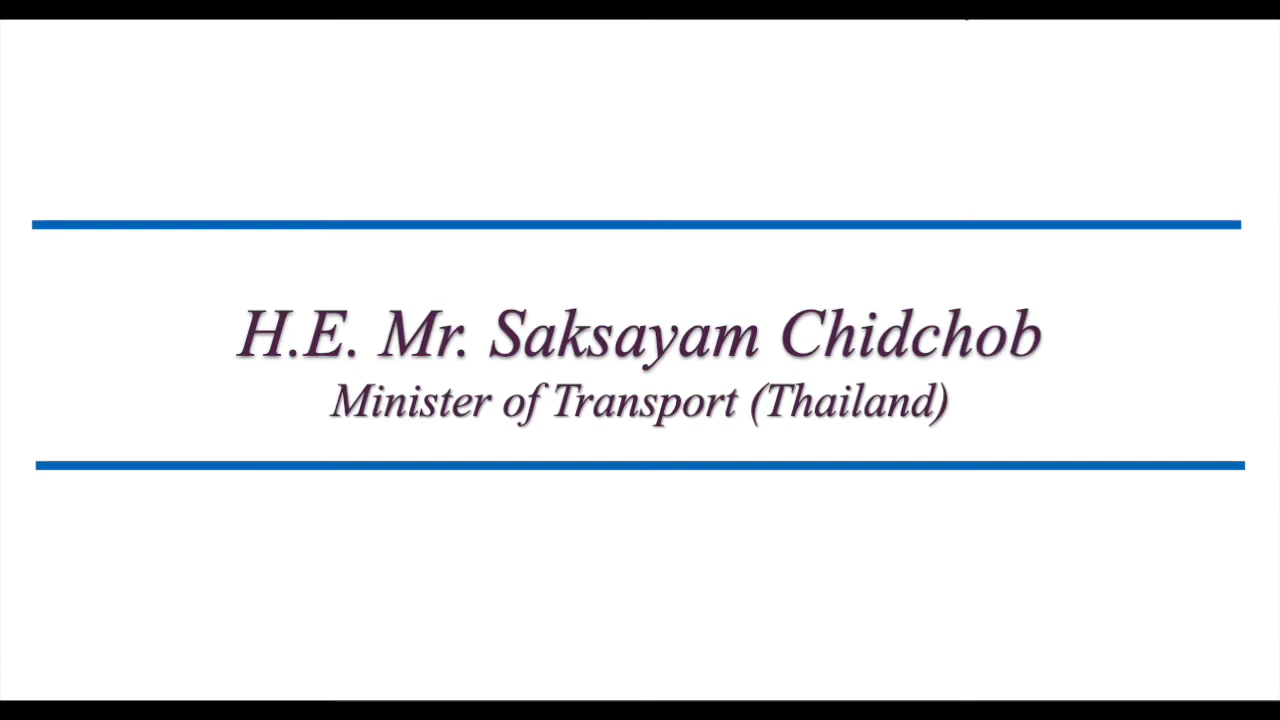 H.E. Mr. Saksayam Chidchob
Minister of Transport (Thailand)